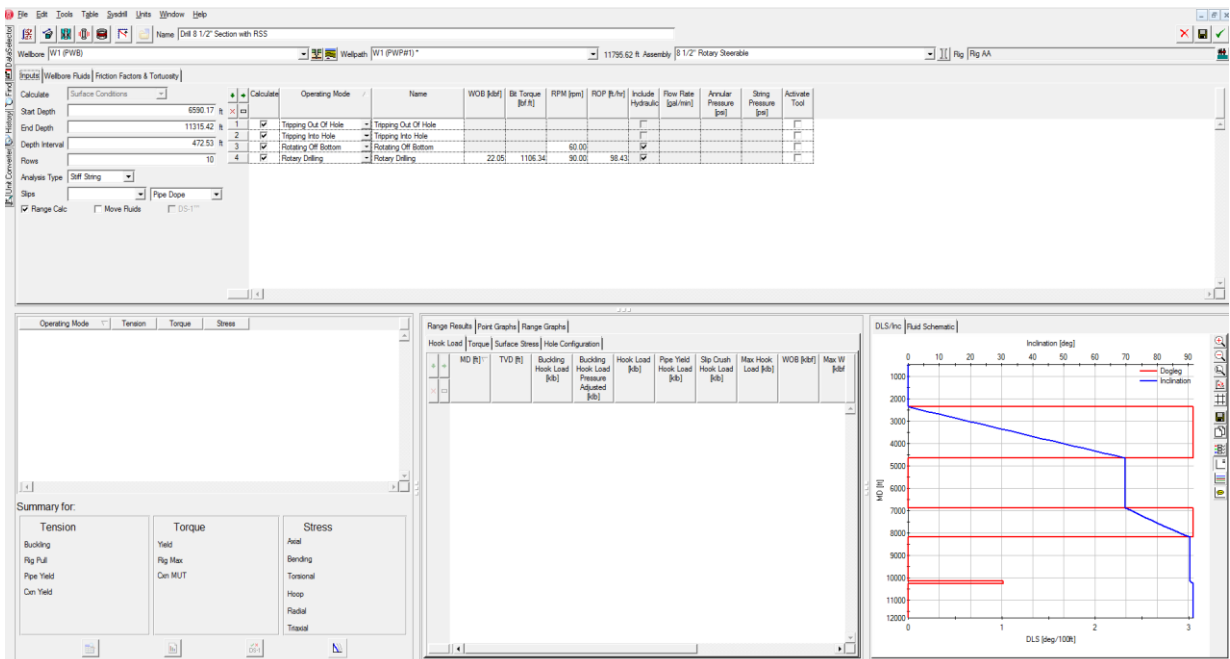 File Edit Tools Table Sysdrill Units Window Help
Name Drill 8 1/2" Section with RSS
Wellbore W1 (PWB) Wellpath W1 (PWP#1) * 11795.62 ft Assembly 8 1/2" Rotary Steerable Rig Rig AA
DataSelector
Find
History
Unit Converter
Inputs Wellbore Fluids Friction Factors & Tortuosity
Calculate Surface Conditions
Start Depth 6590.17 ft
End Depth 11315.42 ft
Depth Interval 472.53 ft
Rows 10
Analysis Type Stiff String
Slips Pipe Dope
Range Calc Move Fluids DS-1™
Calculate Operating Mode Name WOB [klbf] Bit Torque [lbf.ft] RPM [rpm] ROP [ft/hr] Include Hydraulic Flow Rate [gal/min] Annular Pressure [psi] String Pressure [psi] Activate Tool
1 Tripping Out Of Hole Tripping Out Of Hole
2 Tripping Into Hole Tripping Into Hole
3 Rotating Off Bottom Rotating Off Bottom 60.00
4 Rotary Drilling Rotary Drilling 22.05 1106.34 90.00 98.43
Operating Mode Tension Torque Stress
Summary for:
Tension
Buckling
Rig Pull
Pipe Yield
Cxn Yield
Torque
Yield
Rig Max
Cxn MUT
Stress
Axial
Bending
Torsional
Hoop
Radial
Triaxial
DS-1
Range Results Point Graphs Range Graphs
Hook Load Torque Surface Stress Hole Configuration
MD [ft] TVD [ft] Buckling Hook Load [klb] Buckling Hook Load Pressure Adjusted [klb] Hook Load [klb] Pipe Yield Hook Load [klb] Slip Crush Hook Load [klb] Max Hook Load [klb] WOB [klbf] Max W [klbf
DLS/Inc Fluid Schematic
Inclination [deg]
0 10 20 30 40 50 60 70 80 90
Dogleg
Inclination
MD [ft]
1000
2000
3000
4000
5000
6000
7000
8000
9000
10000
11000
12000
0 1 2 3
DLS [deg/100ft]